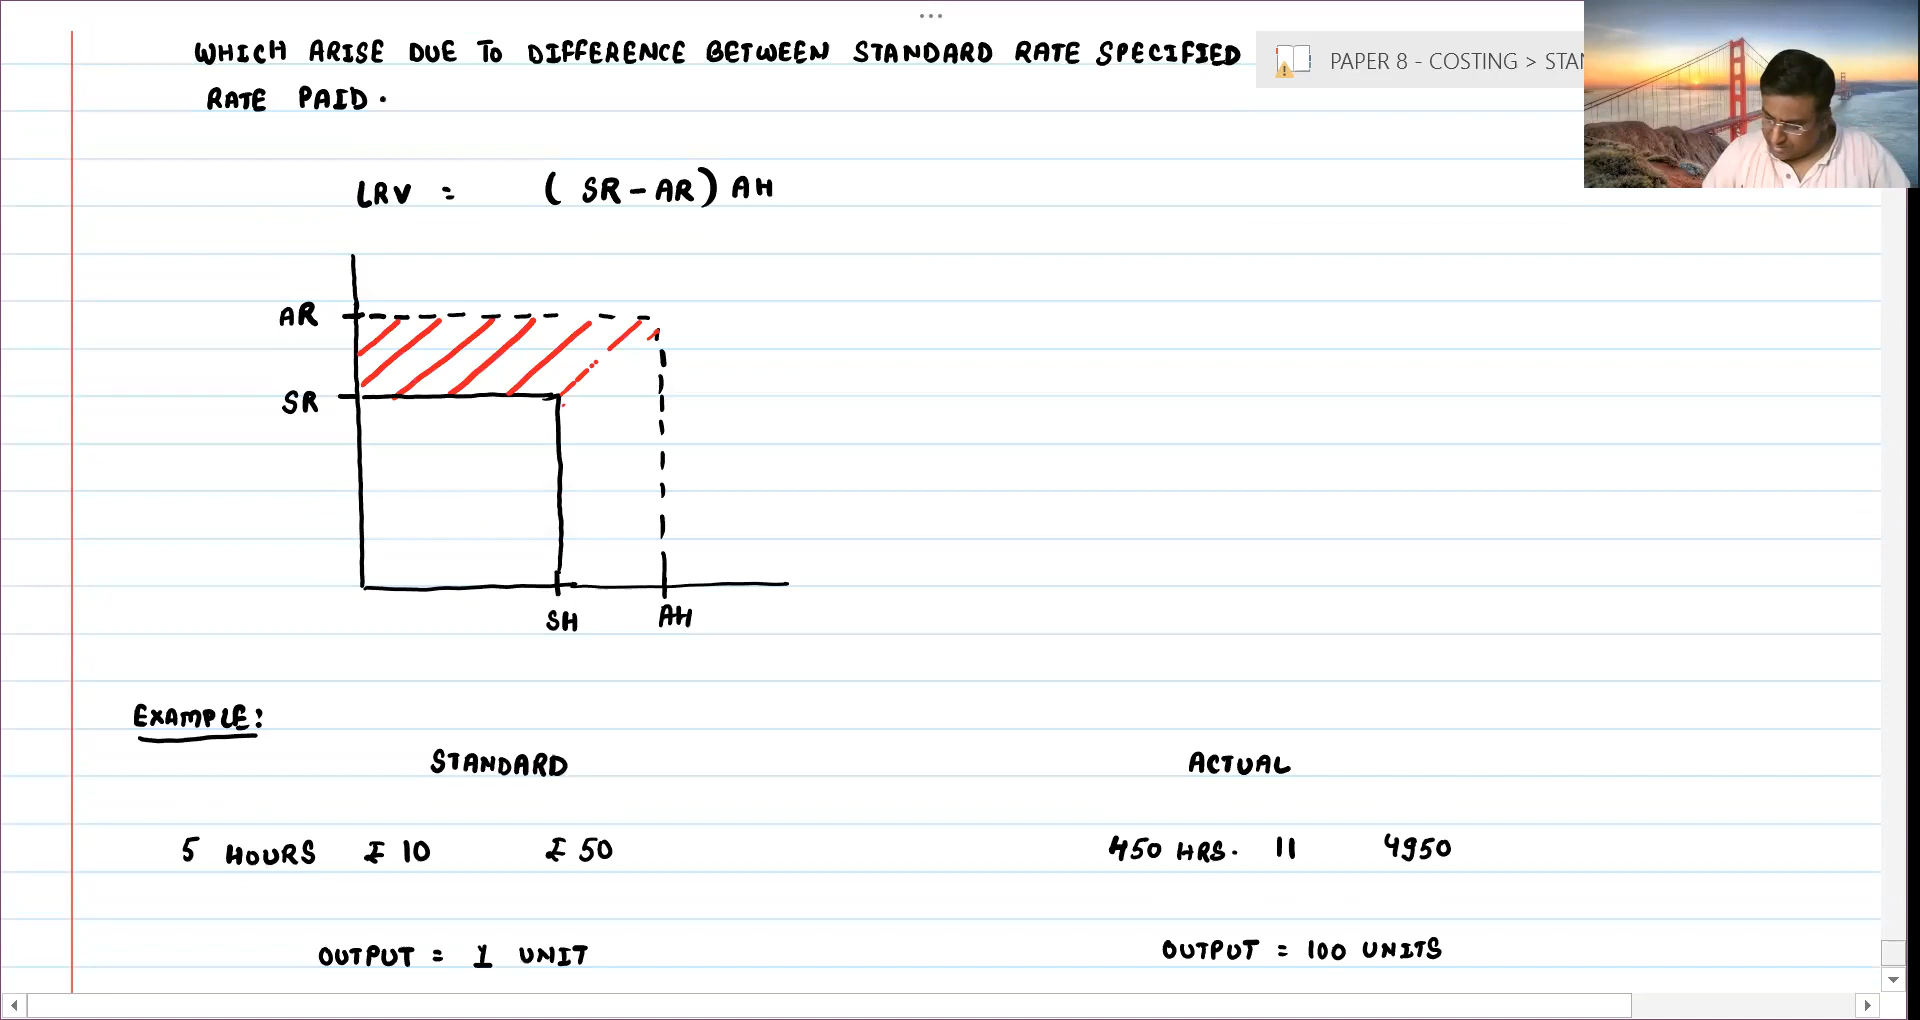 WHICH ARISE DUE TO DIFFERENCE BETWEEN STANDARD RATE SPECIFIED
PAPER 8 - COSTING > STAN
RATE PAID.
LRV = (SR-AR) AH
AR
SR
SH
AH
EXAMPLE:
STANDARD
ACTUAL
5 HOURS ₹ 10 ₹ 50
450 HRS. 11 4950
OUTPUT = 1 UNIT
OUTPUT = 100 UNITS